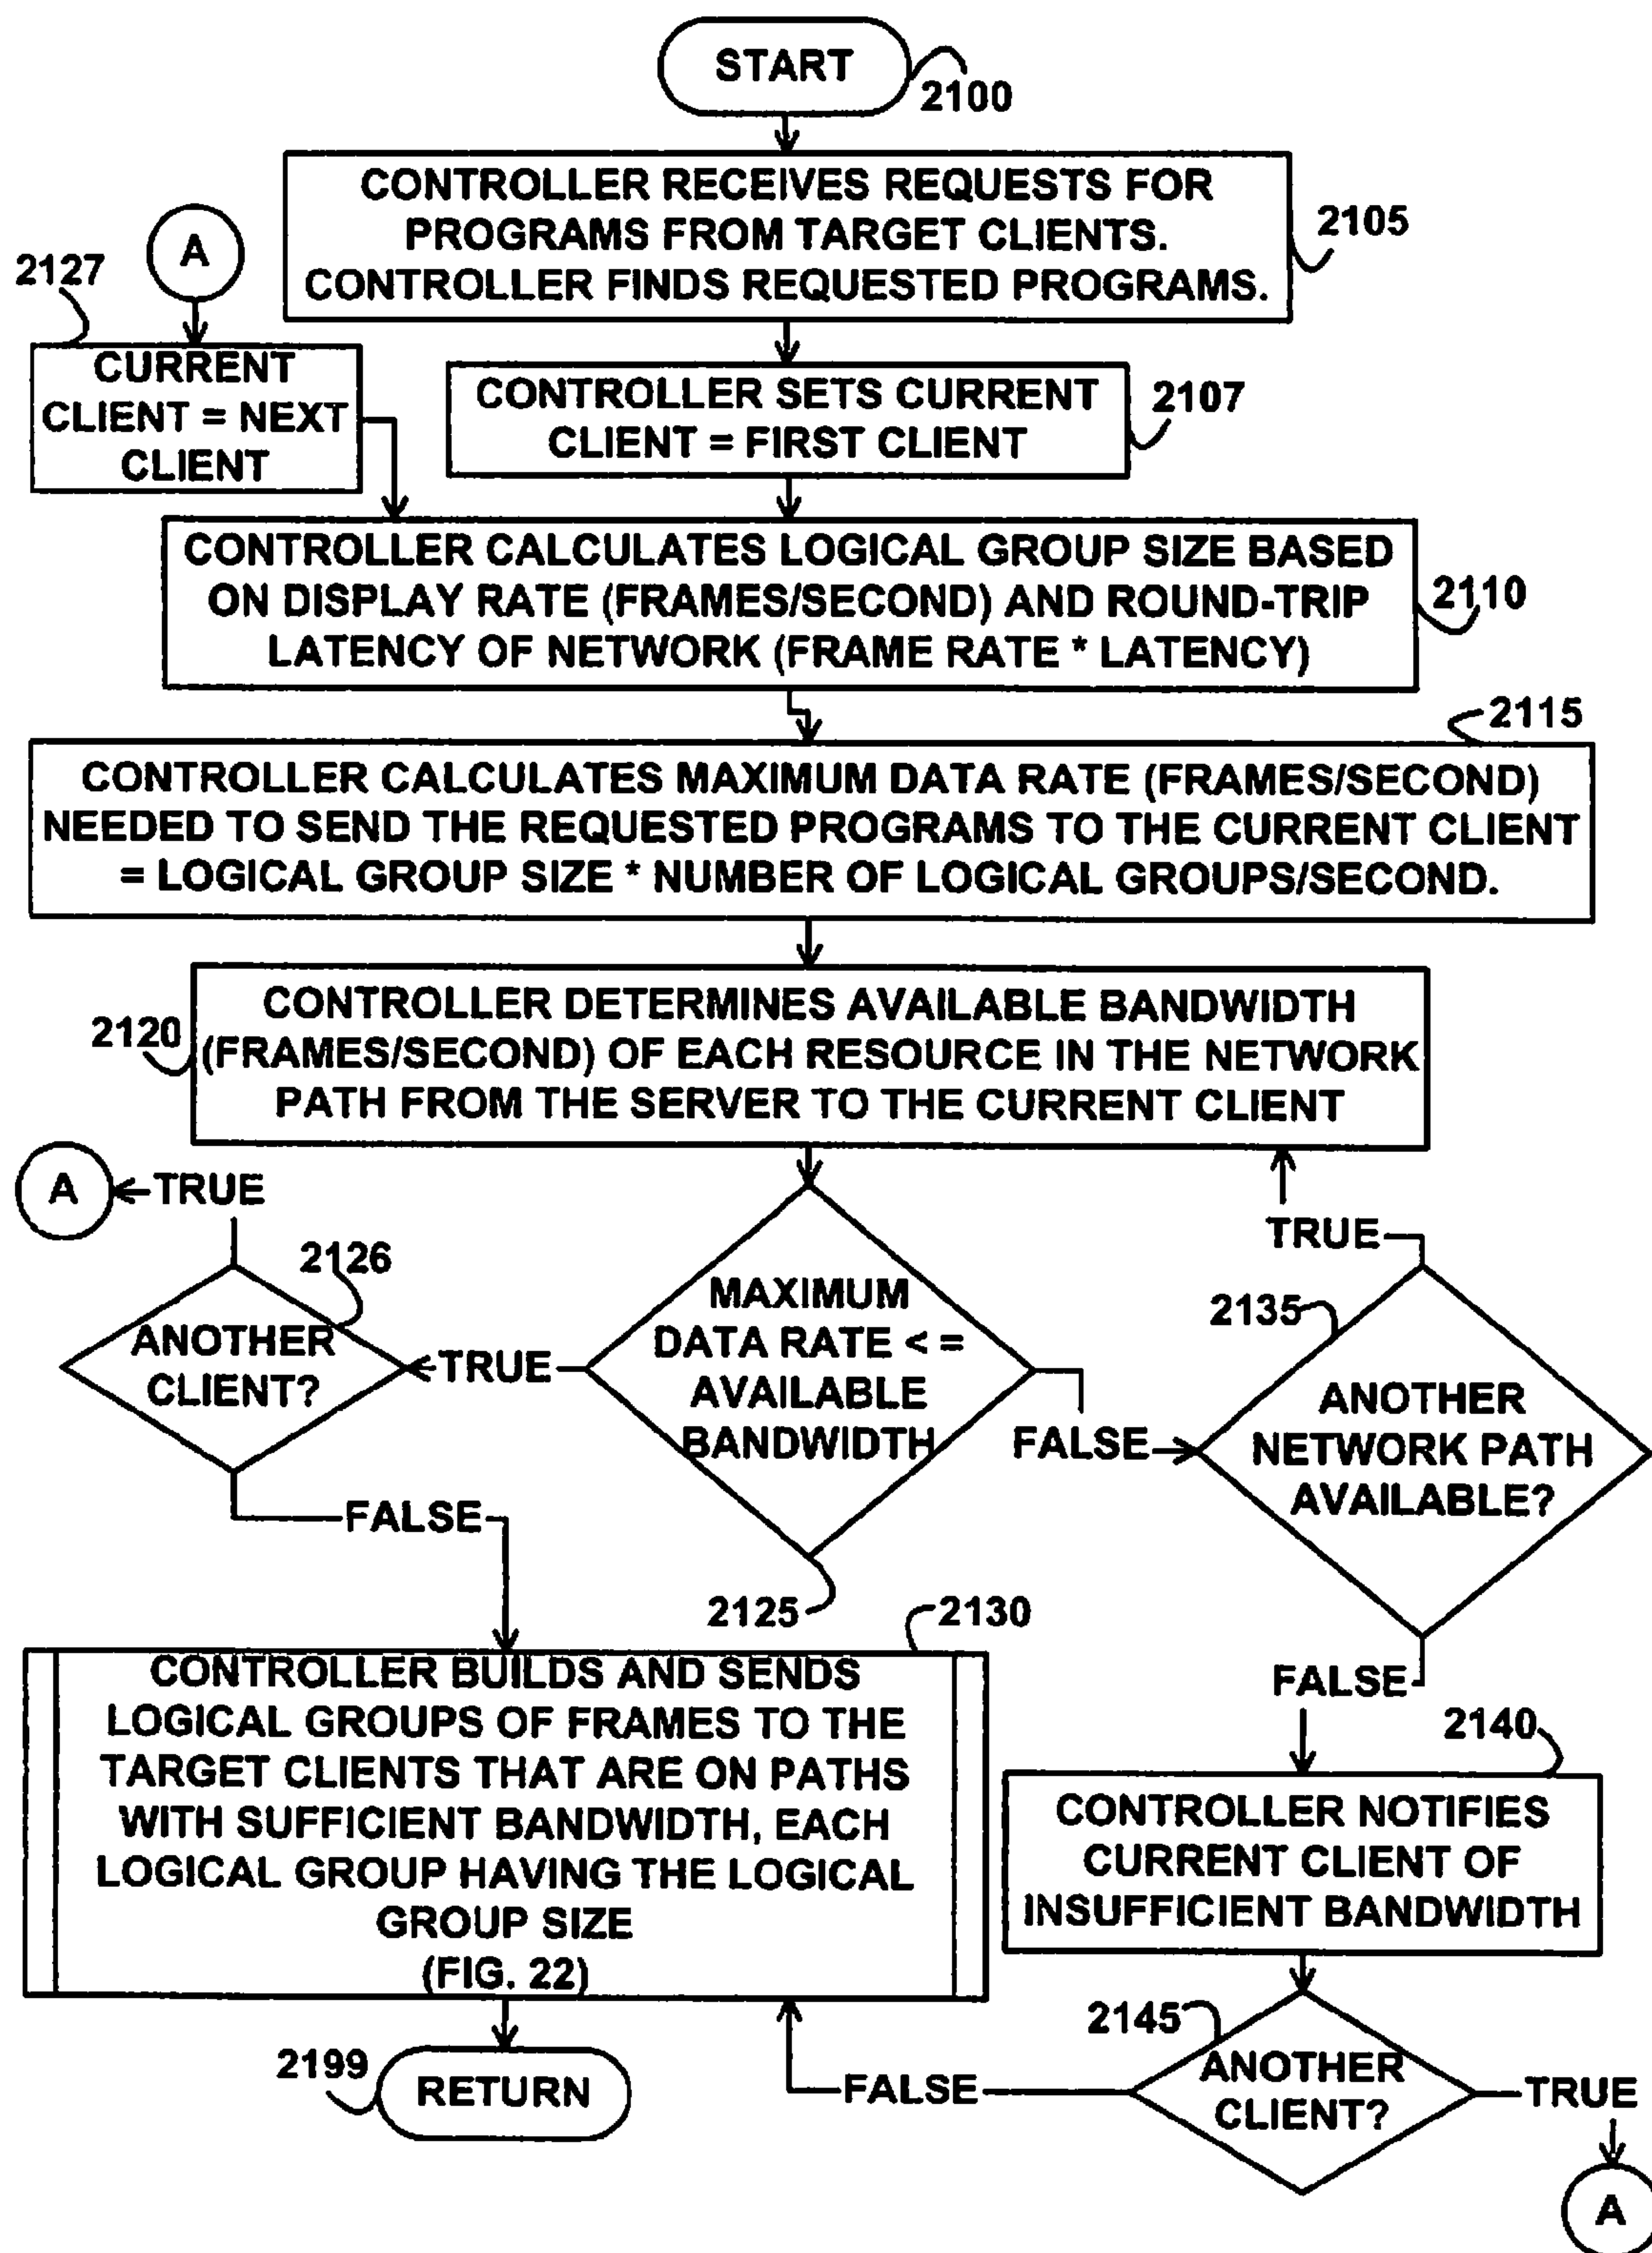 START
2100
CONTROLLER RECEIVES REQUESTS FOR
PROGRAMS FROM TARGET CLIENTS.
CONTROLLER FINDS REQUESTED PROGRAMS.
2105
A
2127
CURRENT
CLIENT = NEXT
CLIENT
CONTROLLER SETS CURRENT
CLIENT = FIRST CLIENT
2107
CONTROLLER CALCULATES LOGICAL GROUP SIZE BASED
ON DISPLAY RATE (FRAMES/SECOND) AND ROUND-TRIP
LATENCY OF NETWORK (FRAME RATE * LATENCY)
2110
2115
CONTROLLER CALCULATES MAXIMUM DATA RATE (FRAMES/SECOND)
NEEDED TO SEND THE REQUESTED PROGRAMS TO THE CURRENT CLIENT
= LOGICAL GROUP SIZE * NUMBER OF LOGICAL GROUPS/SECOND.
2120
CONTROLLER DETERMINES AVAILABLE BANDWIDTH
(FRAMES/SECOND) OF EACH RESOURCE IN THE NETWORK
PATH FROM THE SERVER TO THE CURRENT CLIENT
A
TRUE
2126
ANOTHER
CLIENT?
TRUE
MAXIMUM
DATA RATE < =
AVAILABLE
BANDWIDTH
2125
FALSE
TRUE
2135
ANOTHER
NETWORK PATH
AVAILABLE?
FALSE
FALSE
2130
CONTROLLER BUILDS AND SENDS
LOGICAL GROUPS OF FRAMES TO THE
TARGET CLIENTS THAT ARE ON PATHS
WITH SUFFICIENT BANDWIDTH, EACH
LOGICAL GROUP HAVING THE LOGICAL
GROUP SIZE
(FIG. 22)
2140
CONTROLLER NOTIFIES
CURRENT CLIENT OF
INSUFFICIENT BANDWIDTH
2145
ANOTHER
CLIENT?
FALSE
TRUE
A
2199
RETURN